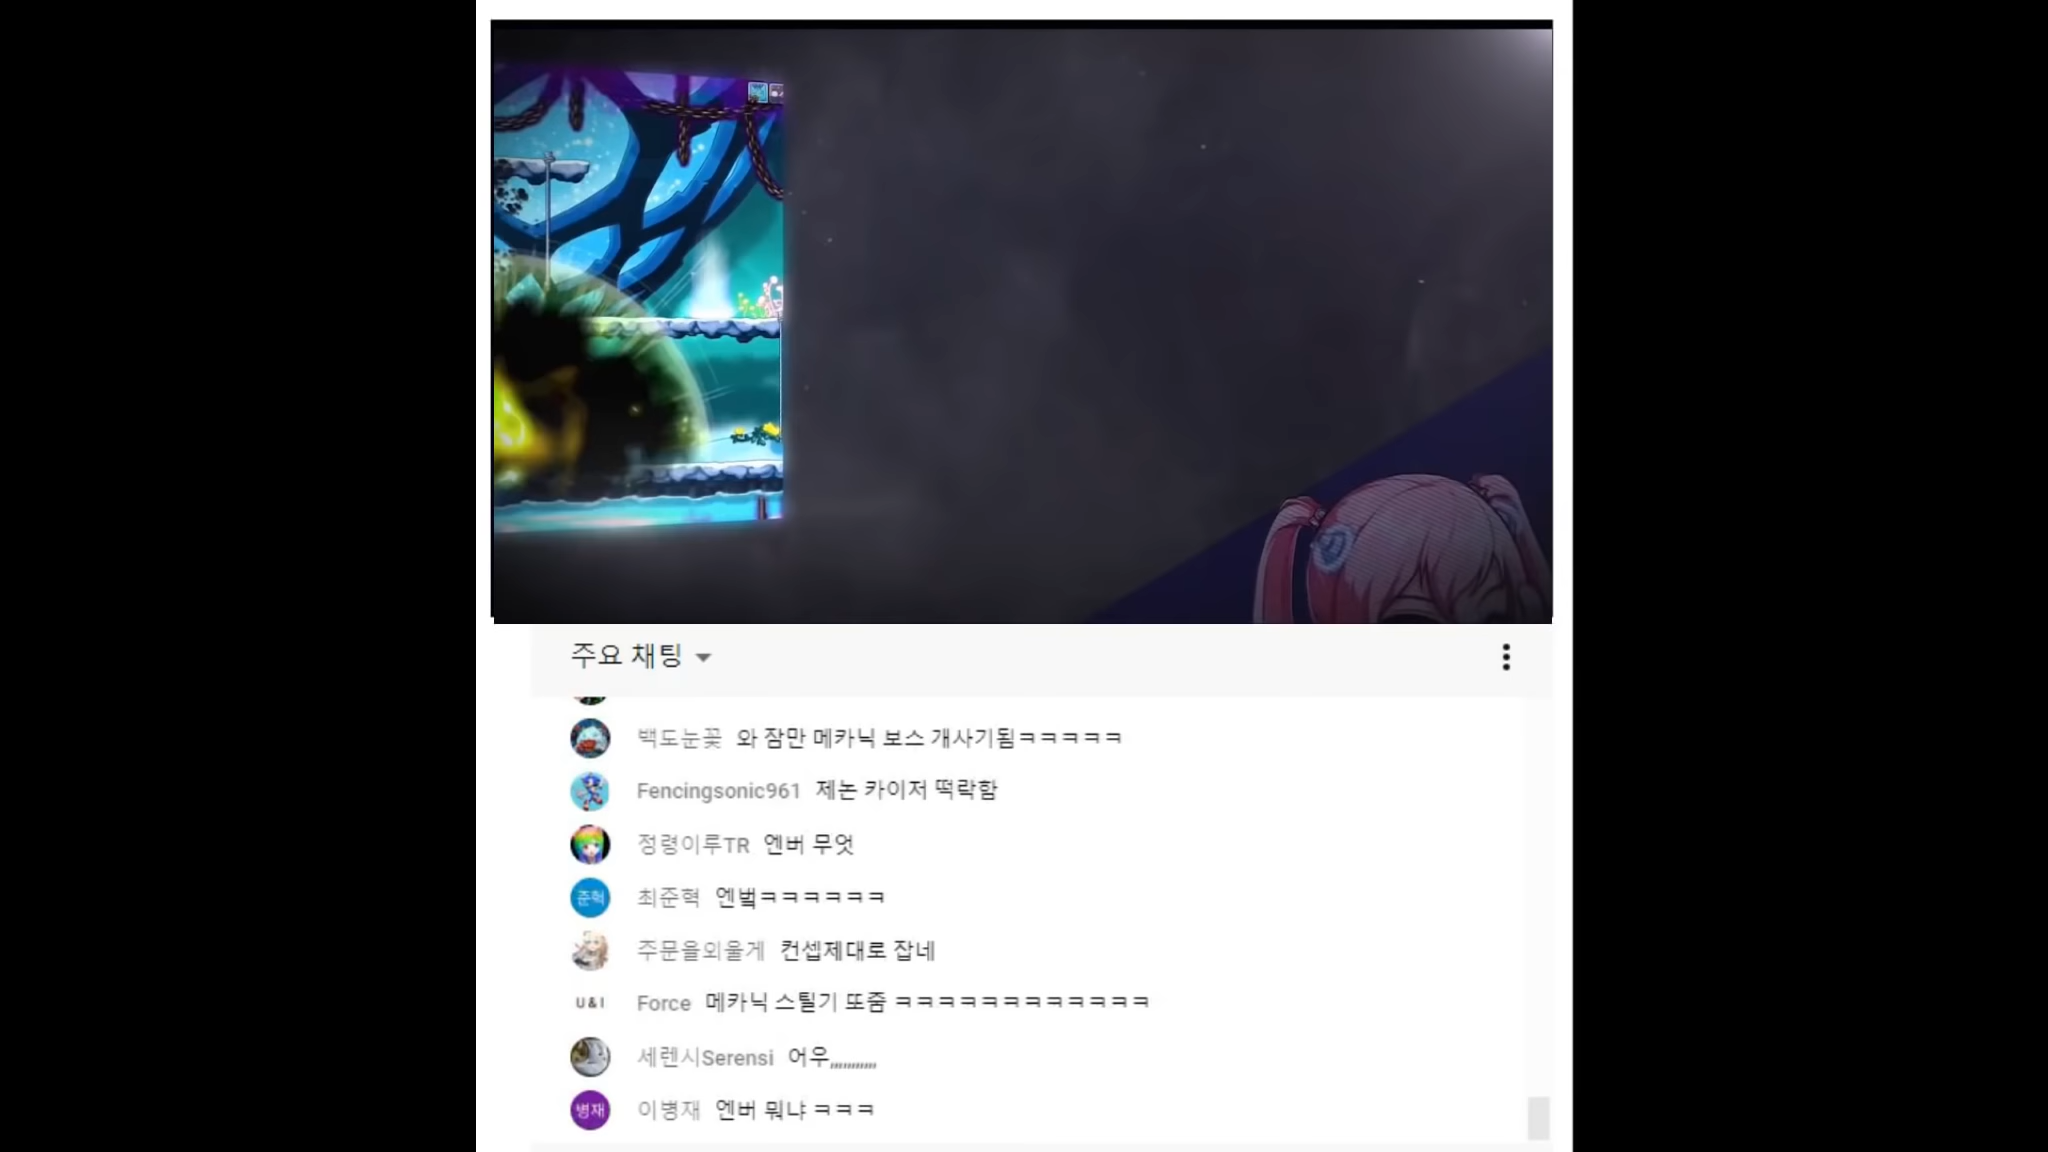 주요 채팅
백도눈꽃 와 잠만 메카닉 보스 개사기됨ㅋㅋㅋㅋㅋ
Fencingsonic961 제논 카이저 떡락함
정령이루TR 엔버 무엇
준혁 최준혁 엔벜ㅋㅋㅋㅋㅋㅋ
주문을외울게 컨셉제대로 잡네
U&I Force 메카닉 스틸기 또줌 ㅋㅋㅋㅋㅋㅋㅋㅋㅋㅋㅋㅋ
세렌시Serensi 어우,,,,,,,,,,,
병재 이병재 엔버 뭐냐 ㅋㅋㅋ